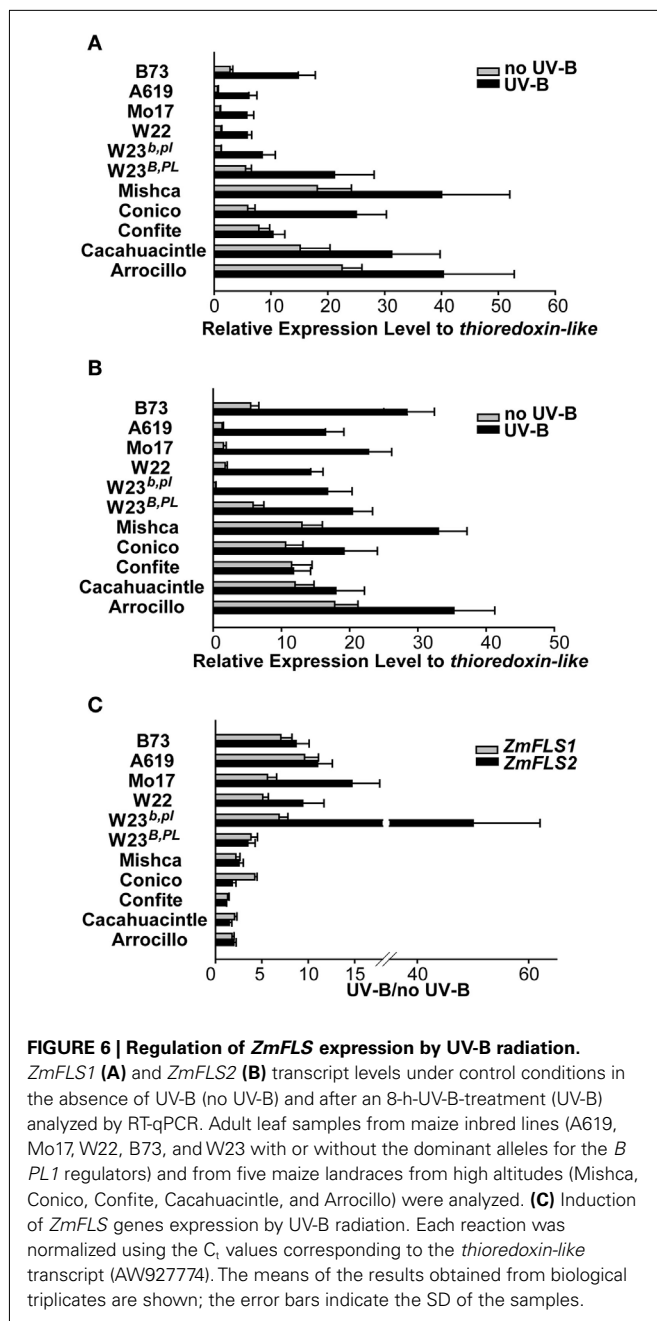 A
B73
A619
Mo17
W22
W23b,pl
W23B,PL
Mishca
Conico
Confite
Cacahuacintle
Arrocillo
no UV-B
UV-B
0 10 20 30 40 50 60
Relative Expression Level to thioredoxin-like
B
B73
A619
Mo17
W22
W23b,pl
W23B,PL
Mishca
Conico
Confite
Cacahuacintle
Arrocillo
no UV-B
UV-B
0 10 20 30 40 50
Relative Expression Level to thioredoxin-like
C
B73
A619
Mo17
W22
W23b,pl
W23B,PL
Mishca
Conico
Confite
Cacahuacintle
Arrocillo
ZmFLS1
ZmFLS2
0 5 10 15 40 60
UV-B/no UV-B
FIGURE 6 | Regulation of ZmFLS expression by UV-B radiation.
ZmFLS1 (A) and ZmFLS2 (B) transcript levels under control conditions in
the absence of UV-B (no UV-B) and after an 8-h-UV-B-treatment (UV-B)
analyzed by RT-qPCR. Adult leaf samples from maize inbred lines (A619,
Mo17, W22, B73, and W23 with or without the dominant alleles for the B
PL1 regulators) and from five maize landraces from high altitudes (Mishca,
Conico, Confite, Cacahuacintle, and Arrocillo) were analyzed. (C) Induction
of ZmFLS genes expression by UV-B radiation. Each reaction was
normalized using the Ct values corresponding to the thioredoxin-like
transcript (AW927774). The means of the results obtained from biological
triplicates are shown; the error bars indicate the SD of the samples.